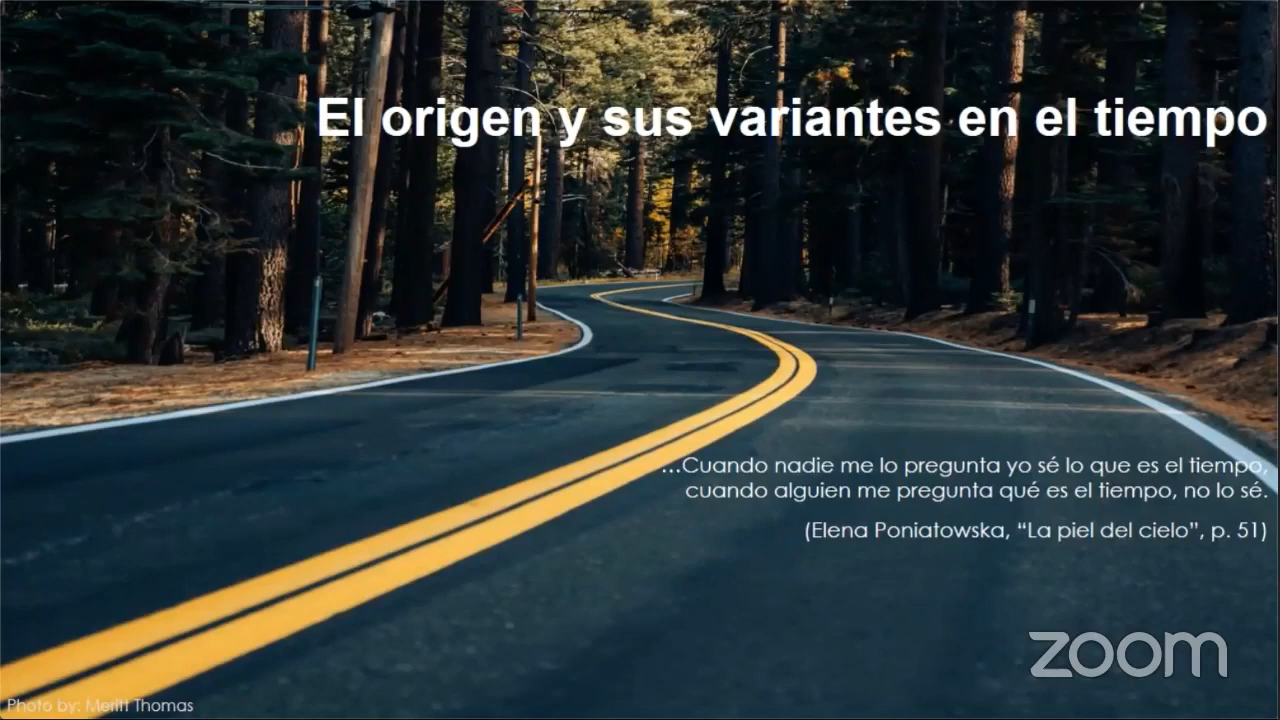 El origen y sus variantes en el tiempo
...Cuando nadie me lo pregunta yo sé lo que es el tiempo,
cuando alguien me pregunta qué es el tiempo, no lo sé.
(Elena Poniatowska, “La piel del cielo”, p. 51)
zoom
Photo by: Meritt Thomas